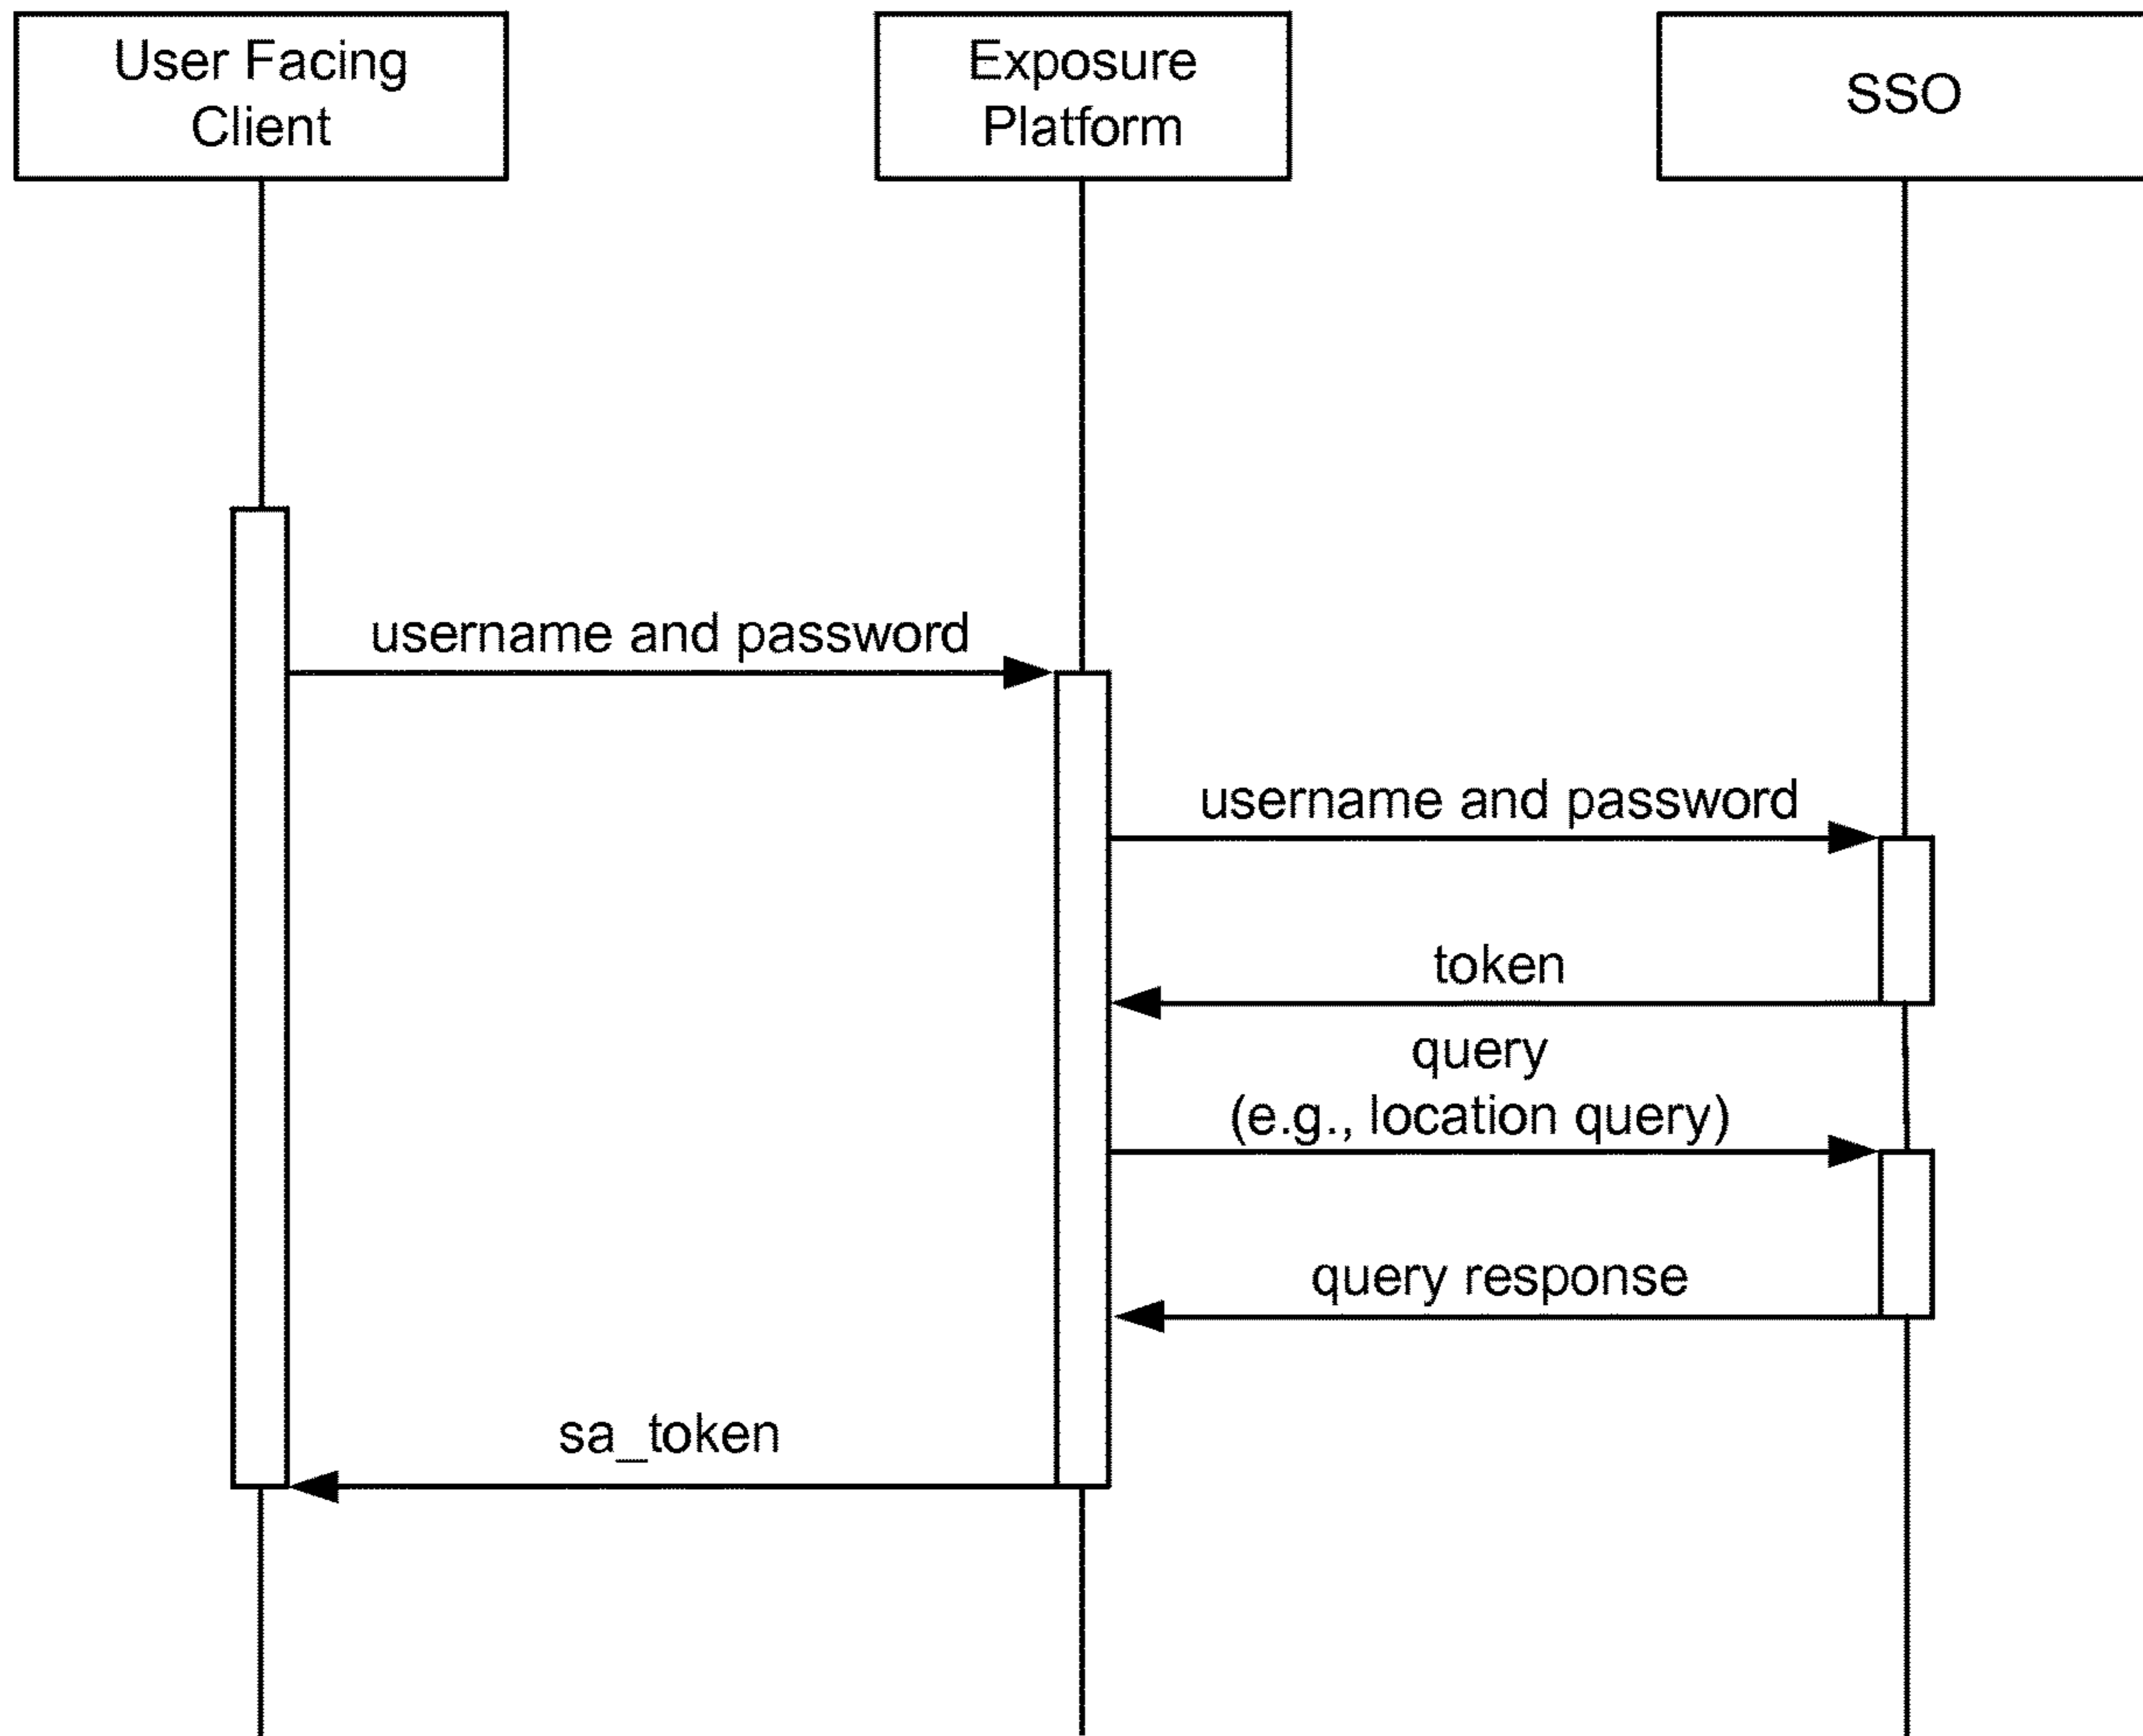 User Facing
Client
Exposure
Platform
SSO
username and password
username and password
token
query
(e.g., location query)
query response
sa_token